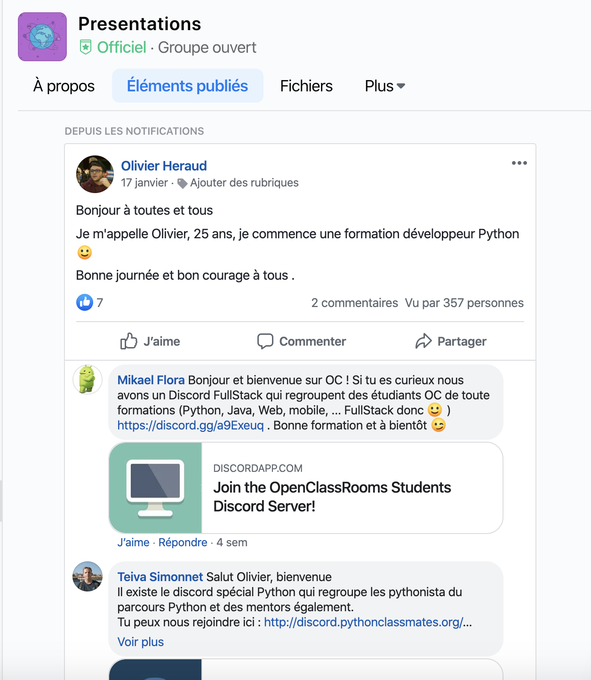 Presentations
Officiel · Groupe ouvert
À propos
Éléments publiés
Fichiers
Plus
DEPUIS LES NOTIFICATIONS
Olivier Heraud
17 janvier · Ajouter des rubriques
Bonjour à toutes et tous
Je m'appelle Olivier, 25 ans, je commence une formation développeur Python
🙂
Bonne journée et bon courage à tous .
7
2 commentaires Vu par 357 personnes
J'aime
Commenter
Partager
Mikael Flora Bonjour et bienvenue sur OC ! Si tu es curieux nous
avons un Discord FullStack qui regroupent des étudiants OC de toute
formations (Python, Java, Web, mobile, ... FullStack donc 😀 )
https://discord.gg/a9Exeuq . Bonne formation et à bientôt 😉
DISCORDAPP.COM
Join the OpenClassRooms Students
Discord Server!
J'aime · Répondre · 4 sem
Teiva Simonnet Salut Olivier, bienvenue
Il existe le discord spécial Python qui regroupe les pythonista du
parcours Python et des mentors également.
Tu peux nous rejoindre ici : http://discord.pythonclassmates.org/...
Voir plus